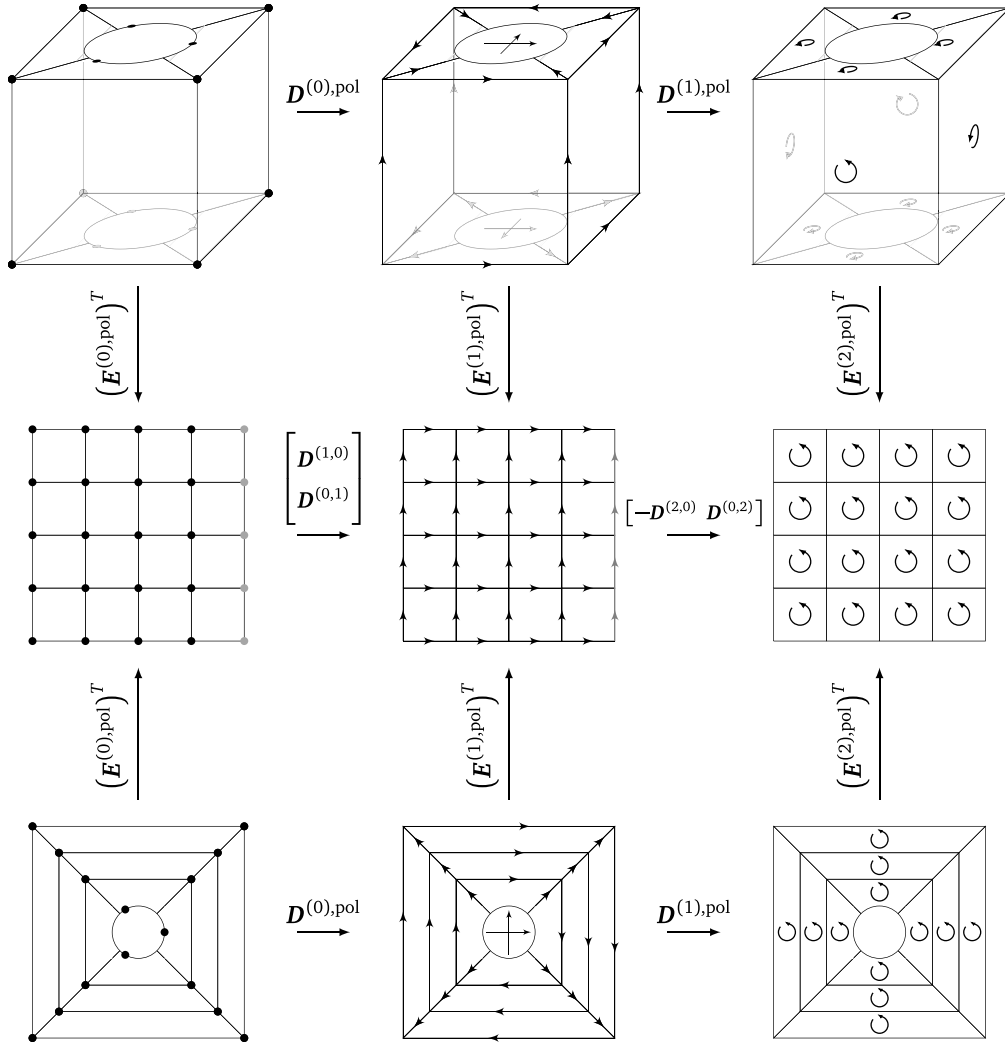 D^(0),pol
D^(1),pol
(E^(0),pol)^T
(E^(1),pol)^T
(E^(2),pol)^T
[D^(1,0)
D^(0,1)]
[−D^(2,0) D^(0,2)]
(E^(0),pol)^T
(E^(1),pol)^T
(E^(2),pol)^T
D^(0),pol
D^(1),pol